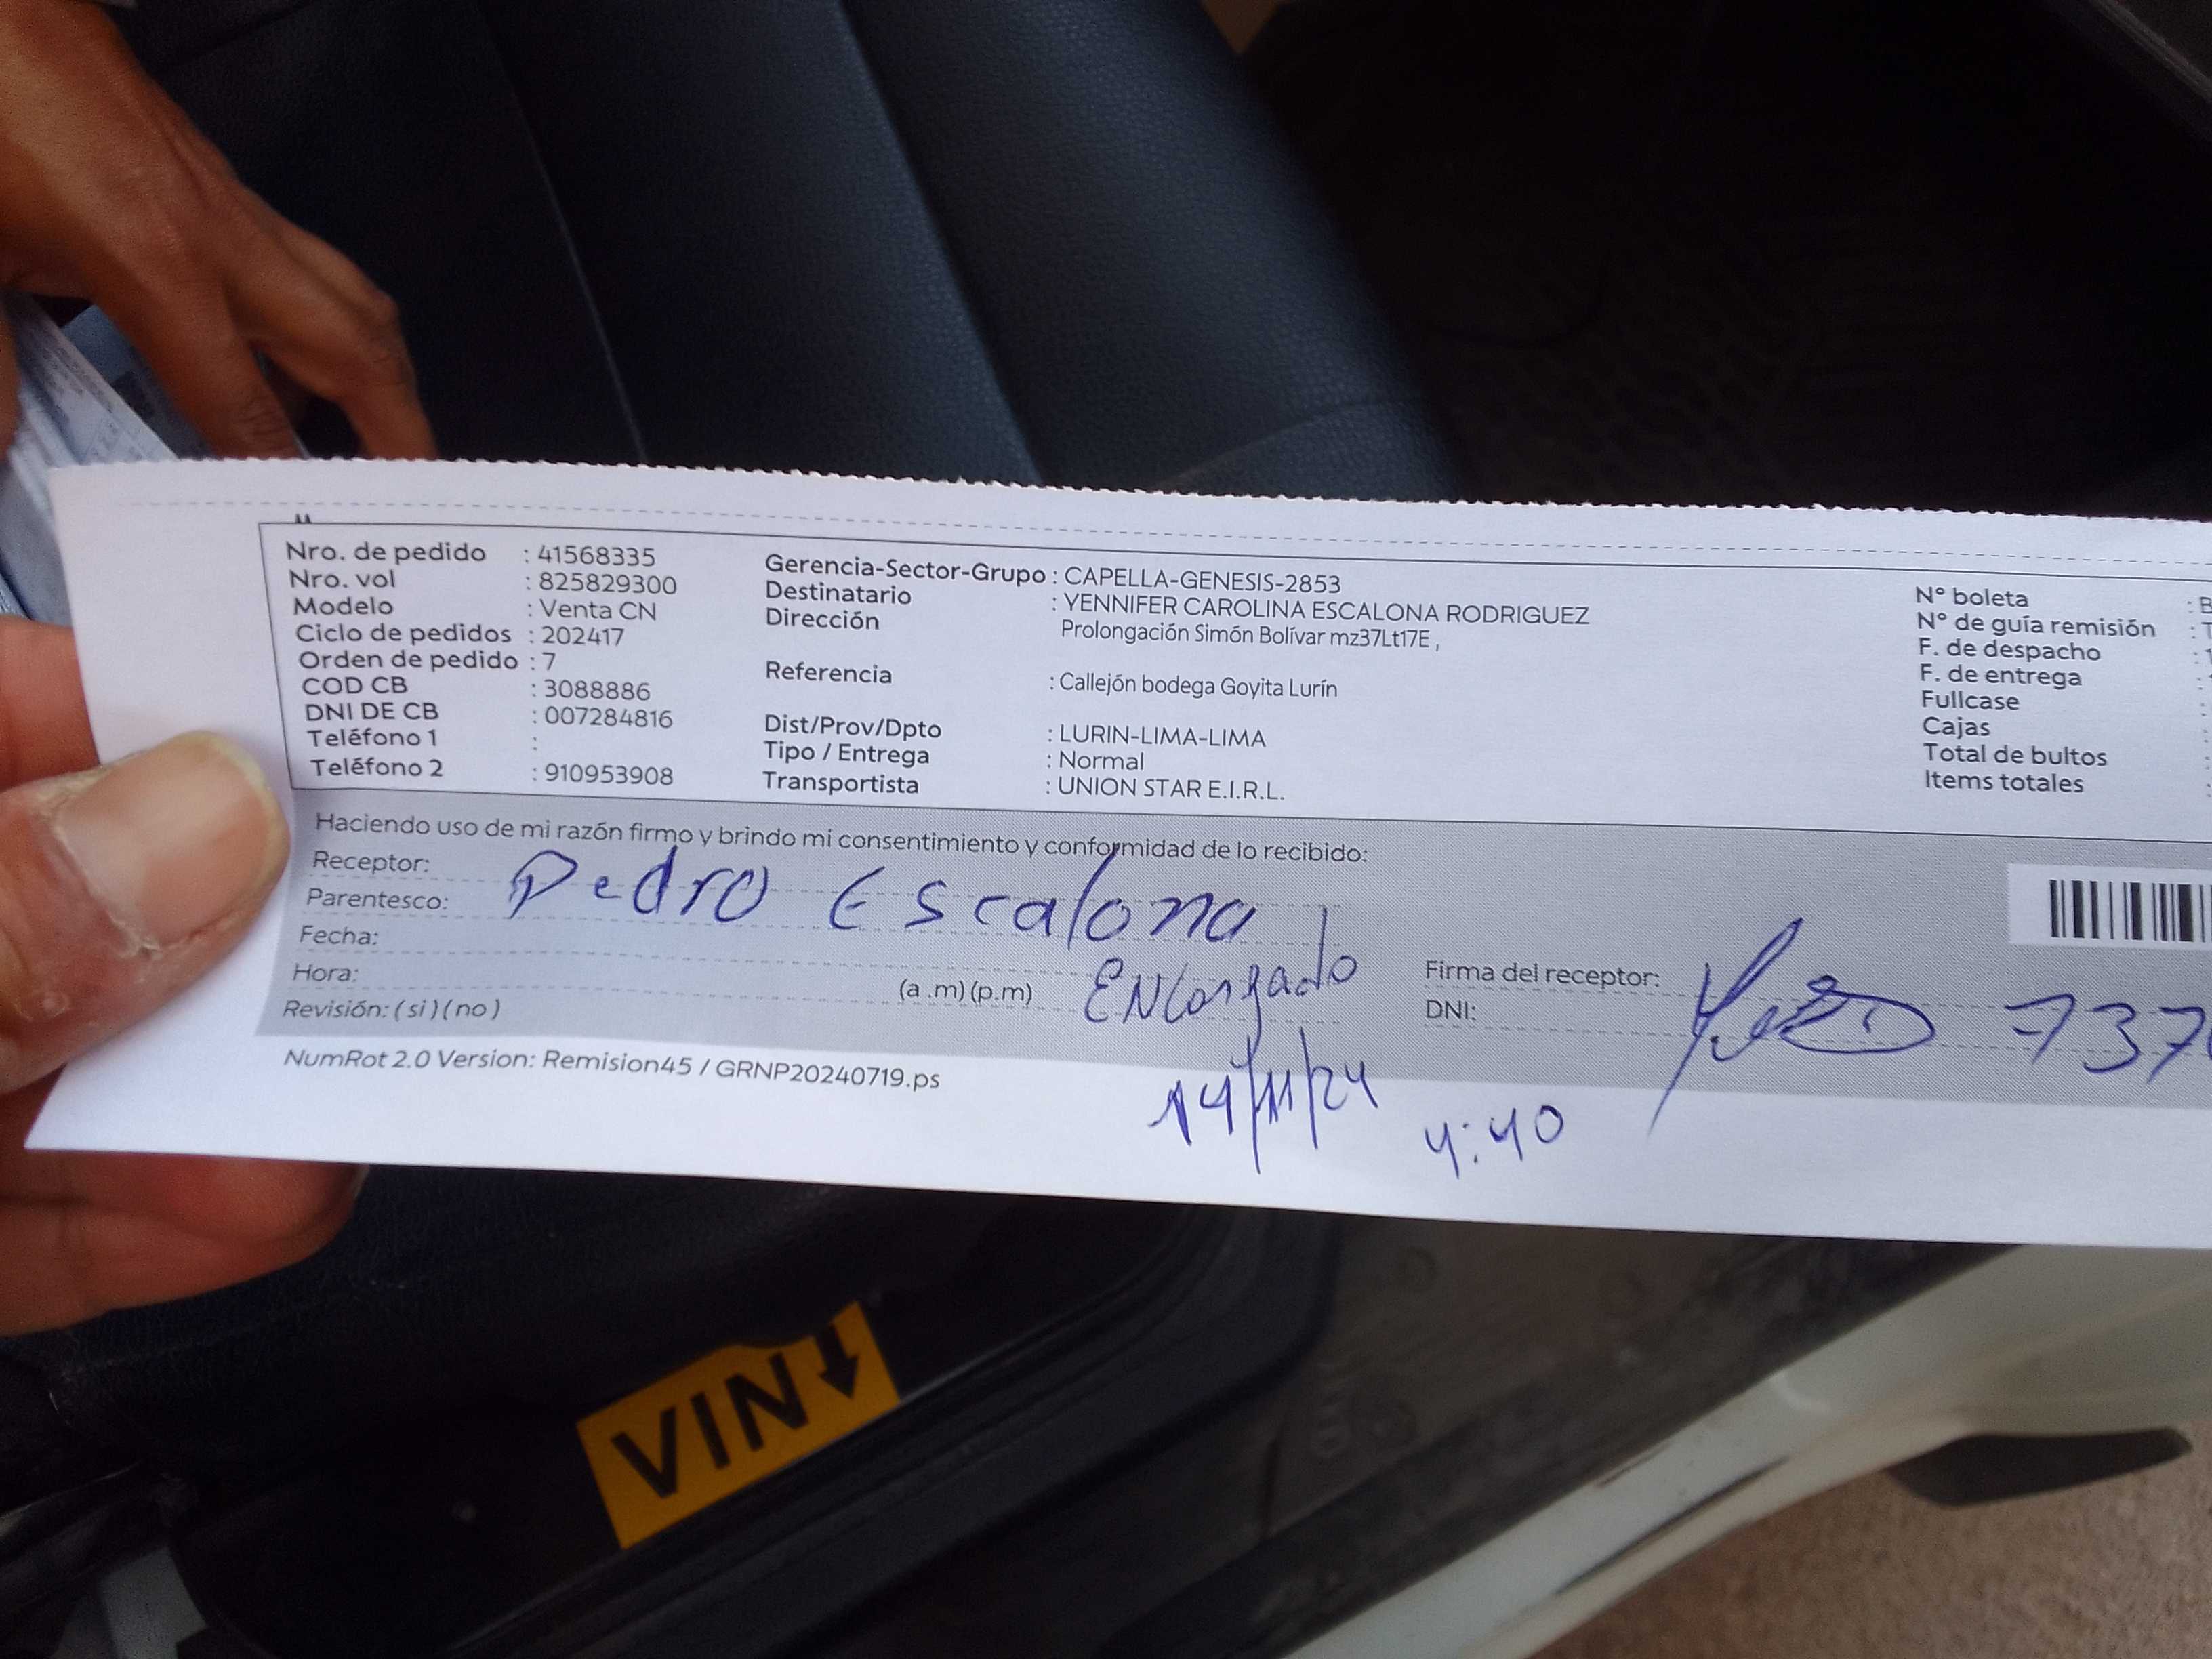 Nro. de pedido : 41568335
Nro. vol : 825829300
Modelo : Venta CN
Ciclo de pedidos : 202417
Orden de pedido : 7
COD CB : 3088886
DNI DE CB : 007284816
Teléfono 1 :
Teléfono 2 : 910953908
Gerencia-Sector-Grupo : CAPELLA-GENESIS-2853
Destinatario : YENNIFER CAROLINA ESCALONA RODRIGUEZ
Dirección Prolongación Simón Bolívar mz37Lt17E ,
Referencia : Callejón bodega Goyita Lurín
Dist/Prov/Dpto : LURIN-LIMA-LIMA
Tipo / Entrega : Normal
Transportista : UNION STAR E.I.R.L.
N° boleta :
N° de guía remisión :
F. de despacho :
F. de entrega :
Fullcase :
Cajas :
Total de bultos :
Items totales :
Haciendo uso de mi razón firmo y brindo mi consentimiento y conformidad de lo recibido:
Receptor: Pedro Escalona
Parentesco:
Fecha:
Hora: (a .m) (p.m) ENCargado
Revisión: ( si ) ( no )
Firma del receptor:
DNI: 737
NumRot 2.0 Version: Remision45 / GRNP20240719.ps
14/11/24
4:40
VIN↓